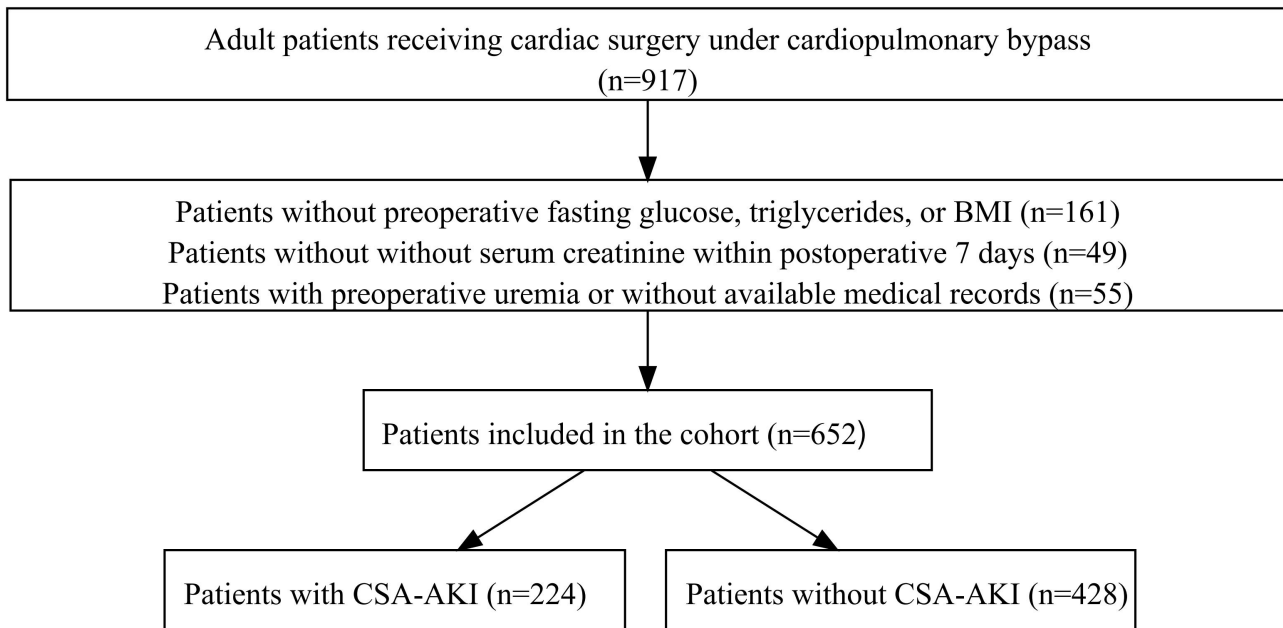 Adult patients receiving cardiac surgery under cardiopulmonary bypass
(n=917)
Patients without preoperative fasting glucose, triglycerides, or BMI (n=161)
Patients without without serum creatinine within postoperative 7 days (n=49)
Patients with preoperative uremia or without available medical records (n=55)
Patients included in the cohort (n=652)
Patients with CSA-AKI (n=224)
Patients without CSA-AKI (n=428)